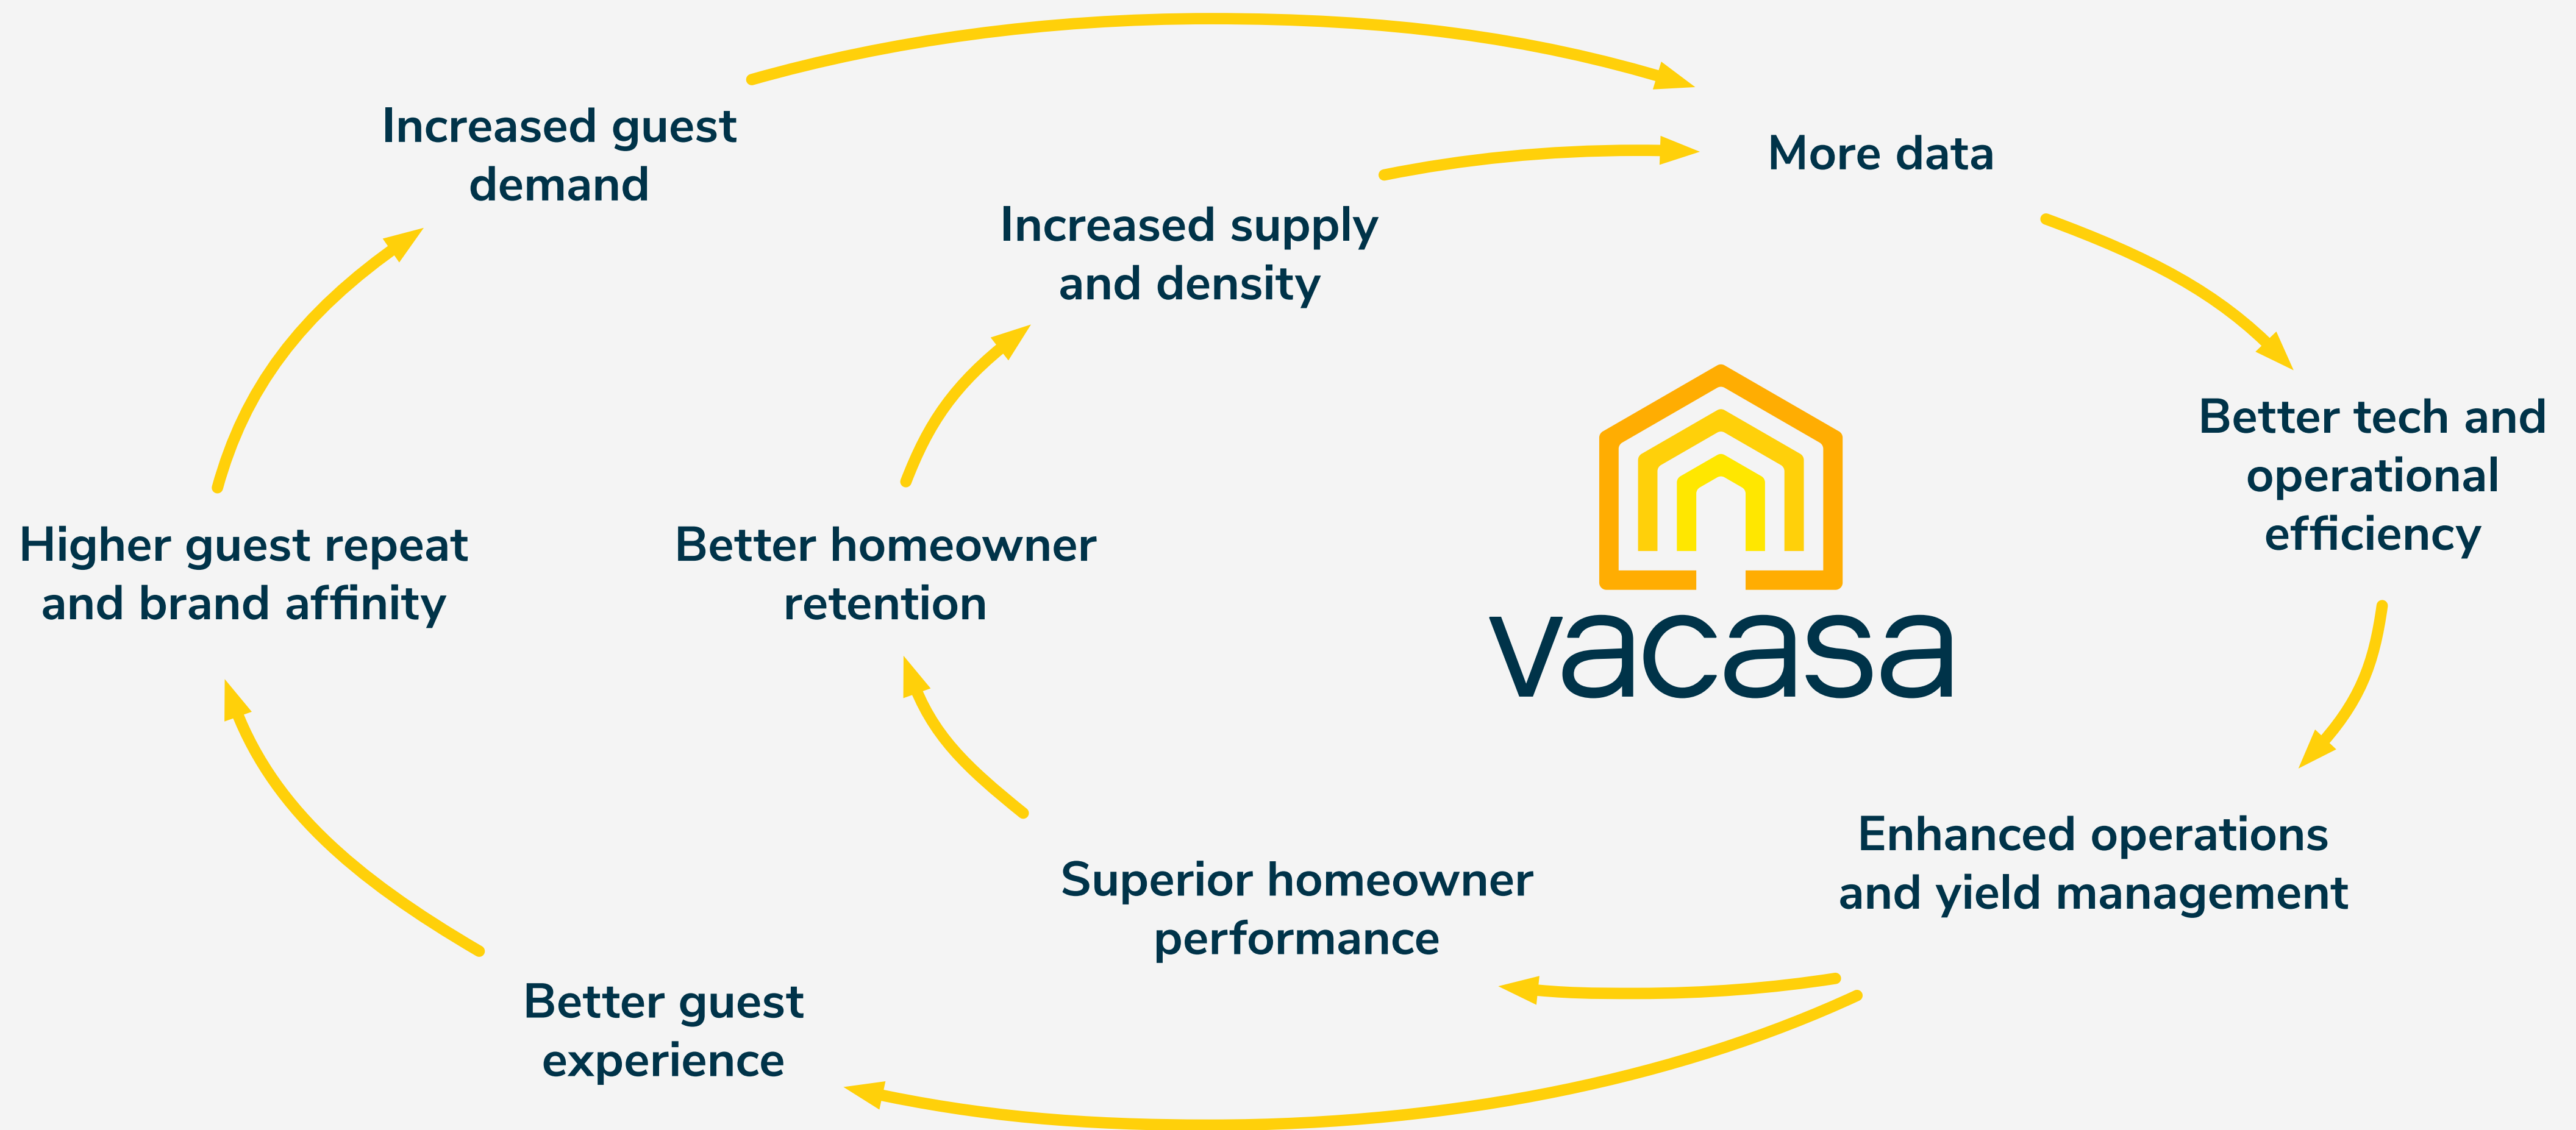 Increased guest
demand
More data
Increased supply
and density
Better tech and
operational
efficiency
Higher guest repeat
and brand affinity
Better homeowner
retention
vacasa
Enhanced operations
and yield management
Superior homeowner
performance
Better guest
experience